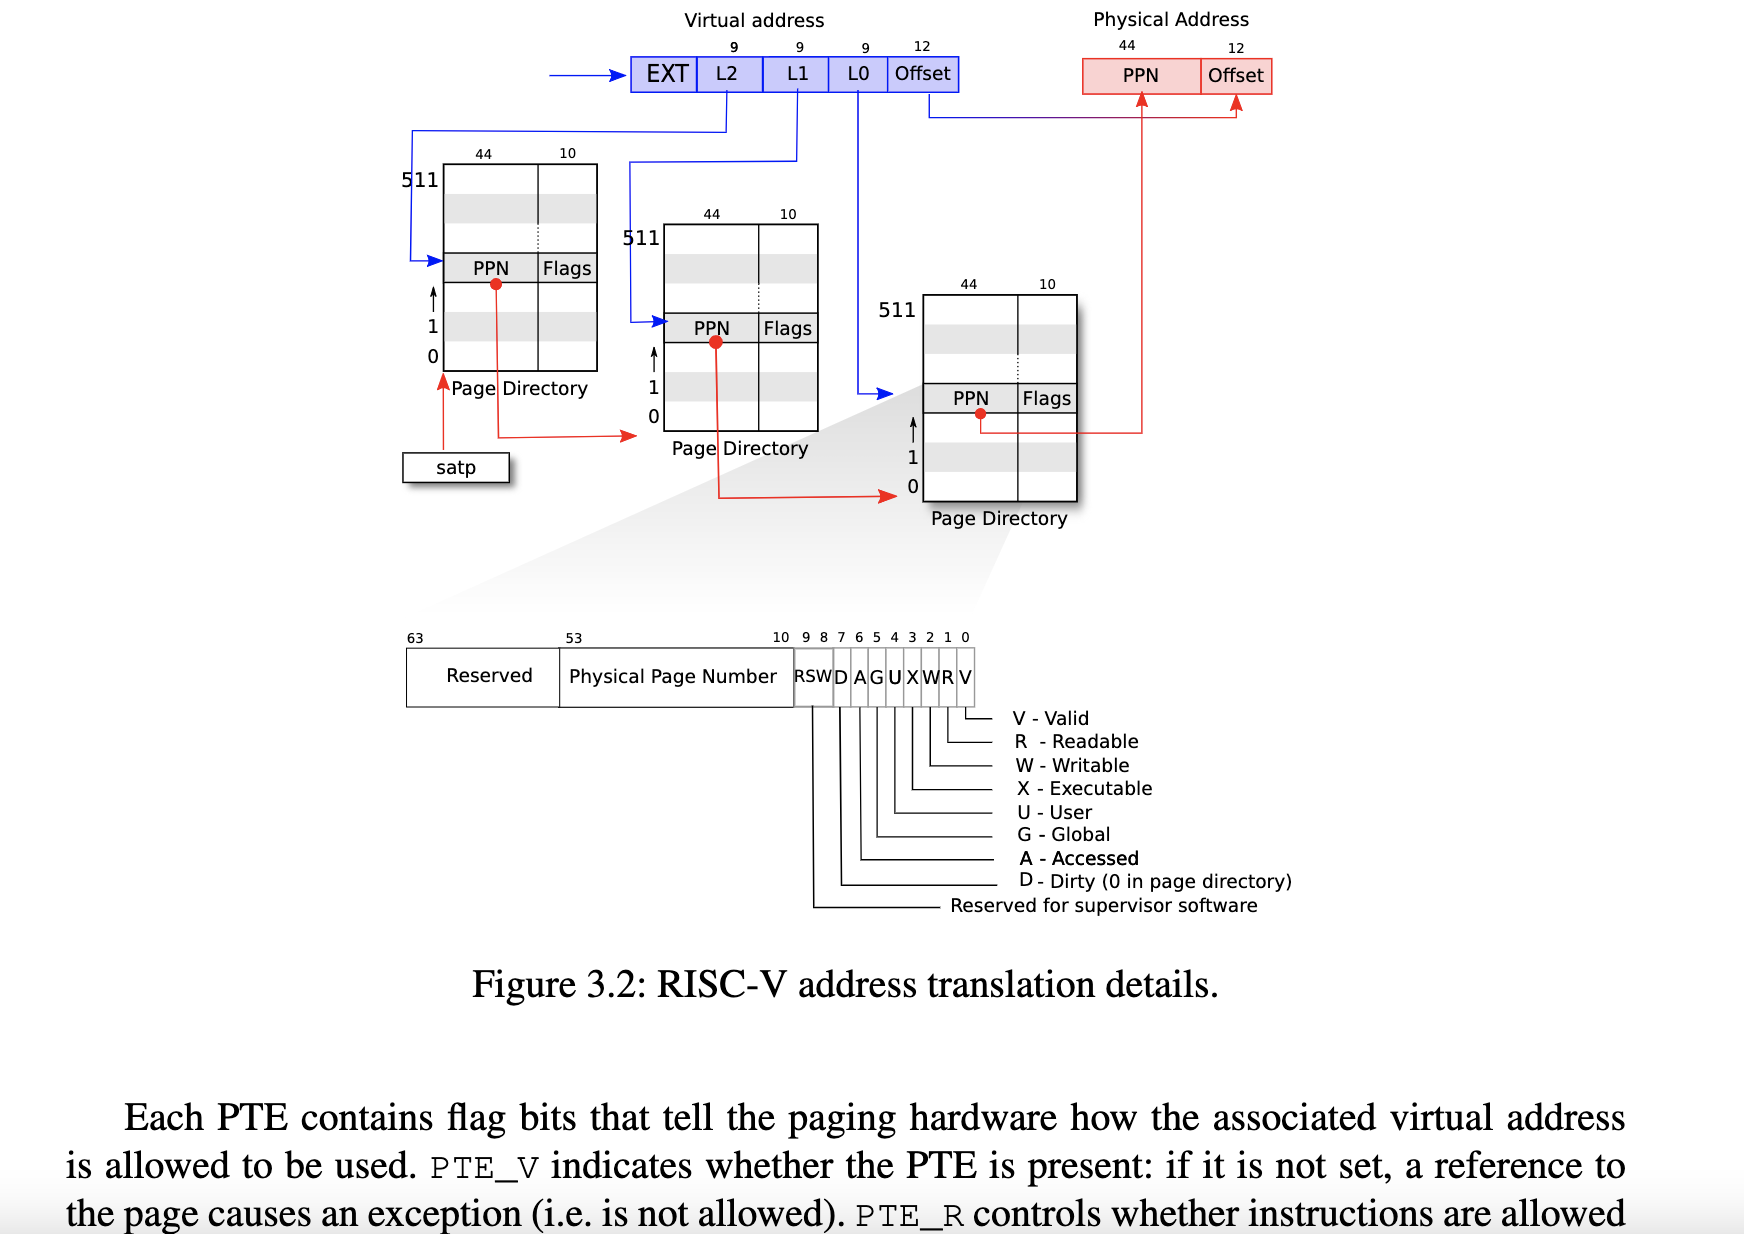 Virtual address
Physical Address
9 9 9 12
44 12
EXT L2 L1 L0 Offset
PPN Offset
44 10
511
PPN Flags
1
0
Page Directory
satp
44 10
511
PPN Flags
1
0
Page Directory
44 10
511
PPN Flags
1
0
Page Directory
63 53 10 9 8 7 6 5 4 3 2 1 0
Reserved Physical Page Number RSW D A G U X W R V
V - Valid
R - Readable
W - Writable
X - Executable
U - User
G - Global
A - Accessed
D - Dirty (0 in page directory)
Reserved for supervisor software
Figure 3.2: RISC-V address translation details.
Each PTE contains flag bits that tell the paging hardware how the associated virtual address
is allowed to be used. PTE_V indicates whether the PTE is present: if it is not set, a reference to
the page causes an exception (i.e. is not allowed). PTE_R controls whether instructions are allowed